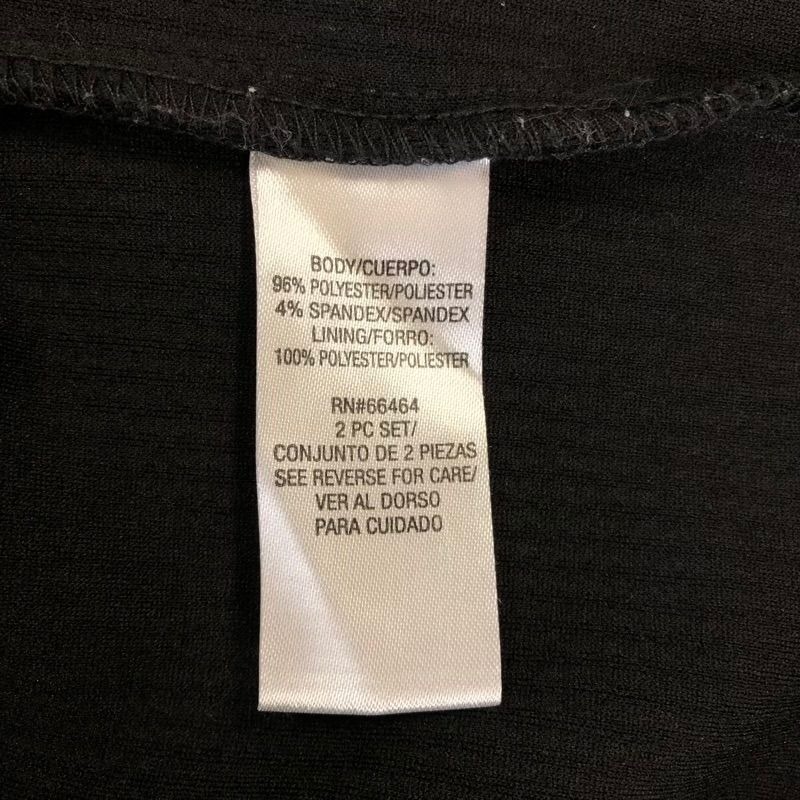 BODY/CUERPO:
96% POLYESTER/POLIESTER
4% SPANDEX/SPANDEX
LINING/FORRO:
100% POLYESTER/POLIESTER
RN#66464
2 PC SET/
CONJUNTO DE 2 PIEZAS
SEE REVERSE FOR CARE/
VER AL DORSO
PARA CUIDADO